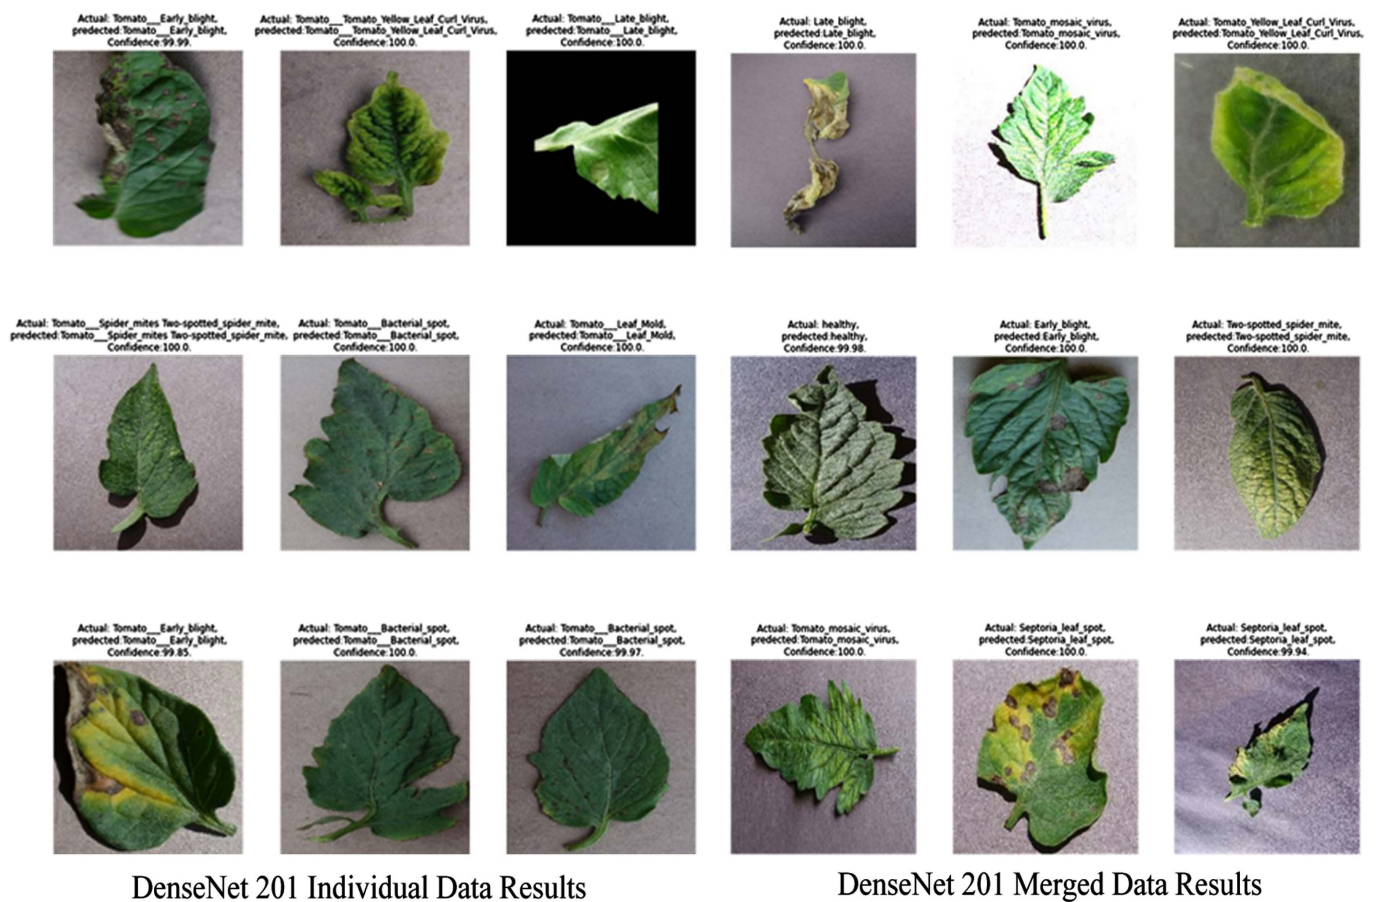 Actual: Tomato___Early_blight,
predected:Tomato___Early_blight,
Confidence:99.99.
Actual: Tomato___Tomato_Yellow_Leaf_Curl_Virus,
predected:Tomato___Tomato_Yellow_Leaf_Curl_Virus,
Confidence:100.0.
Actual: Tomato___Late_blight,
predected:Tomato___Late_blight,
Confidence:100.0.
Actual: Late_blight,
predected:Late_blight,
Confidence:100.0.
Actual: Tomato_mosaic_virus,
predected:Tomato_mosaic_virus,
Confidence:100.0.
Actual: Tomato_Yellow_Leaf_Curl_Virus,
predected:Tomato_Yellow_Leaf_Curl_Virus,
Confidence:100.0.
Actual: Tomato___Spider_mites Two-spotted_spider_mite,
predected:Tomato___Spider_mites Two-spotted_spider_mite,
Confidence:100.0.
Actual: Tomato___Bacterial_spot,
predected:Tomato___Bacterial_spot,
Confidence:100.0.
Actual: Tomato___Leaf_Mold,
predected:Tomato___Leaf_Mold,
Confidence:100.0.
Actual: healthy,
predected:healthy,
Confidence:99.98.
Actual: Early_blight,
predected:Early_blight,
Confidence:100.0.
Actual: Two-spotted_spider_mite,
predected:Two-spotted_spider_mite,
Confidence:100.0.
Actual: Tomato___Early_blight,
predected:Tomato___Early_blight,
Confidence:99.85.
Actual: Tomato___Bacterial_spot,
predected:Tomato___Bacterial_spot,
Confidence:100.0.
Actual: Tomato___Bacterial_spot,
predected:Tomato___Bacterial_spot,
Confidence:99.97.
Actual: Tomato_mosaic_virus,
predected:Tomato_mosaic_virus,
Confidence:100.0.
Actual: Septoria_leaf_spot,
predected:Septoria_leaf_spot,
Confidence:100.0.
Actual: Septoria_leaf_spot,
predected:Septoria_leaf_spot,
Confidence:99.94.
DenseNet 201 Individual Data Results
DenseNet 201 Merged Data Results